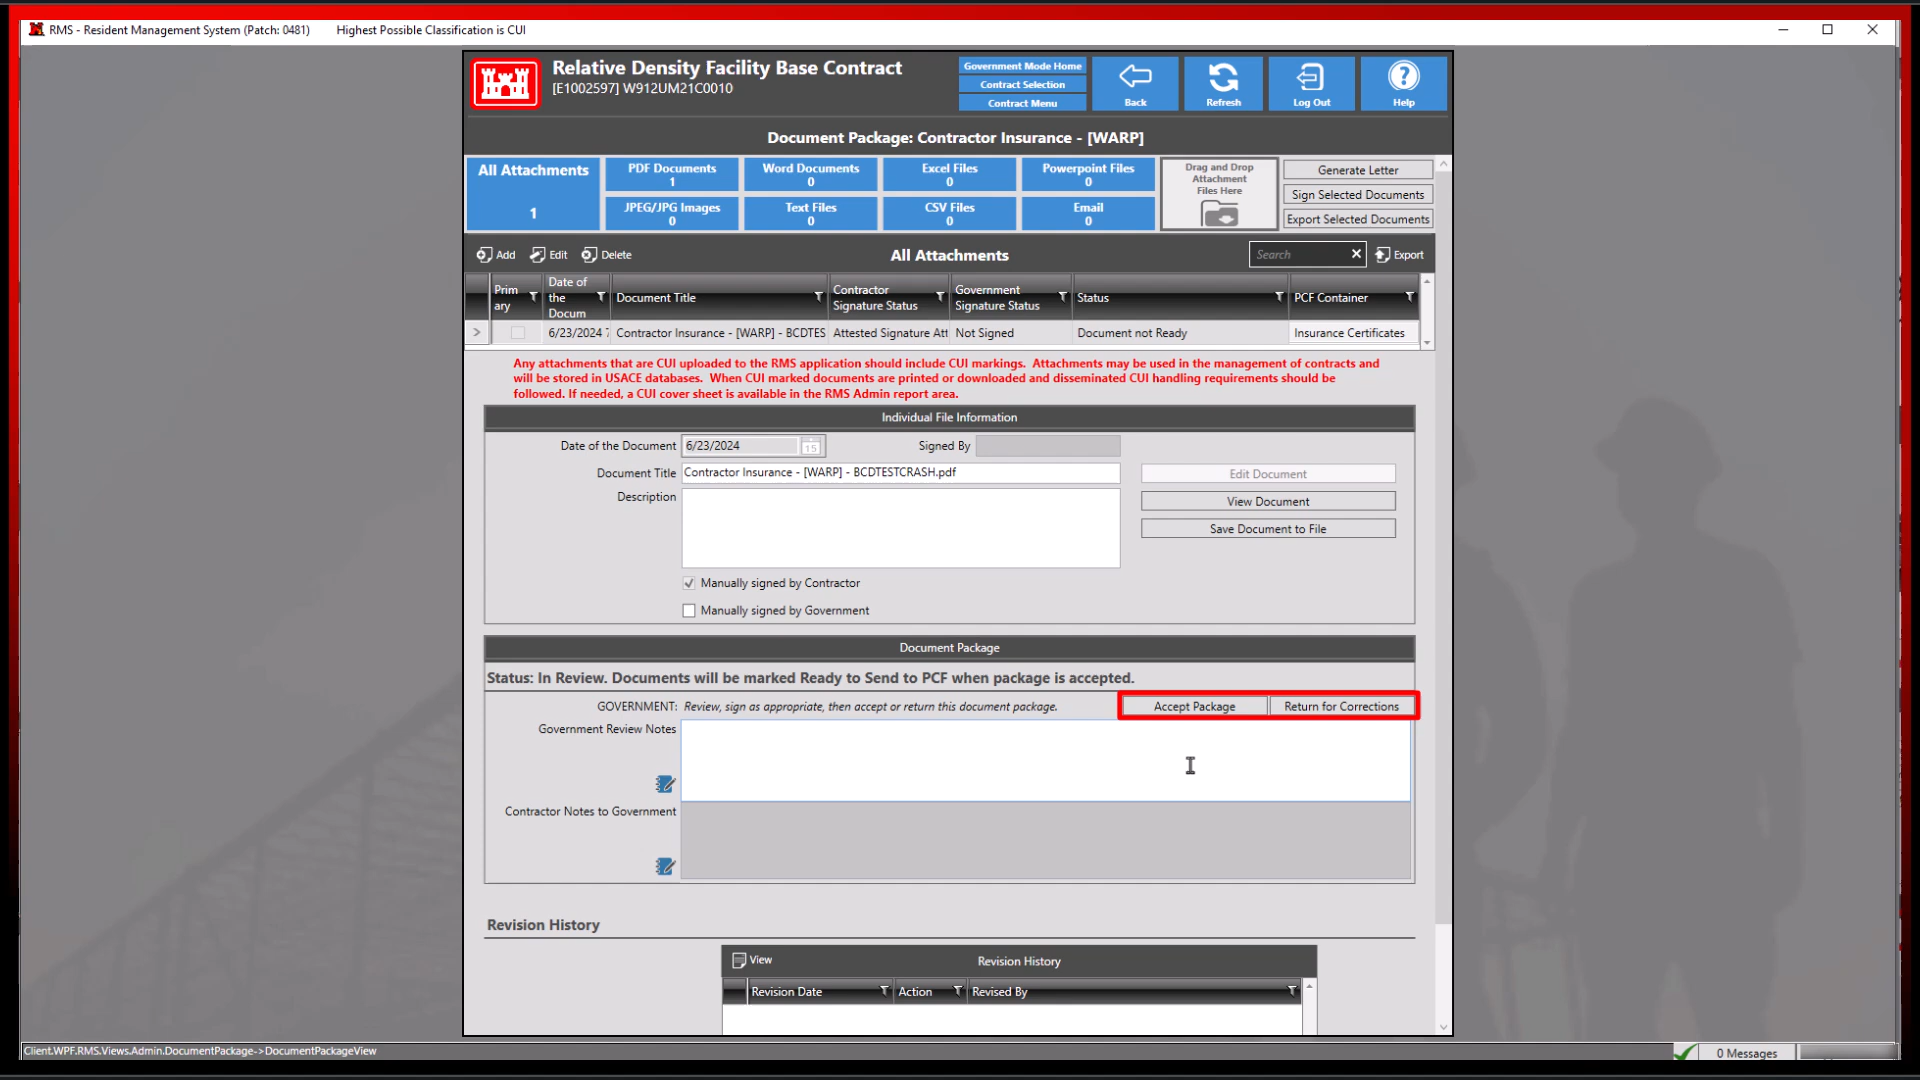 RMS - Resident Management System (Patch: 0481) Highest Possible Classification is CUI
Relative Density Facility Base Contract
[E1002597] W912UM21C0010
Government Mode Home
Contract Selection
Contract Menu
Back
Refresh
Log Out
Help
Document Package: Contractor Insurance - [WARP]
All Attachments
1
PDF Documents
1
Word Documents
0
Excel Files
0
Powerpoint Files
0
JPEG/JPG Images
0
Text Files
0
CSV Files
0
Email
0
Drag and Drop
Attachment
Files Here
Generate Letter
Sign Selected Documents
Export Selected Documents
Add Edit Delete
All Attachments
Search
Export
Prim
ary
Date of
the
Docum
Document Title
Contractor
Signature Status
Government
Signature Status
Status
PCF Container
6/23/2024 7 Contractor Insurance - [WARP] - BCDTES Attested Signature Att Not Signed Document not Ready Insurance Certificates
Any attachments that are CUI uploaded to the RMS application should include CUI markings. Attachments may be used in the management of contracts and
will be stored in USACE databases. When CUI marked documents are printed or downloaded and disseminated CUI handling requirements should be
followed. If needed, a CUI cover sheet is available in the RMS Admin report area.
Individual File Information
Date of the Document 6/23/2024 15 Signed By
Document Title Contractor Insurance - [WARP] - BCDTESTCRASH.pdf
Edit Document
Description
View Document
Save Document to File
Manually signed by Contractor
Manually signed by Government
Document Package
Status: In Review. Documents will be marked Ready to Send to PCF when package is accepted.
GOVERNMENT: Review, sign as appropriate, then accept or return this document package. Accept Package Return for Corrections
Government Review Notes
Contractor Notes to Government
Revision History
View Revision History
Revision Date Action Revised By
Client.WPF.RMS.Views.Admin.DocumentPackage->DocumentPackageView
0 Messages